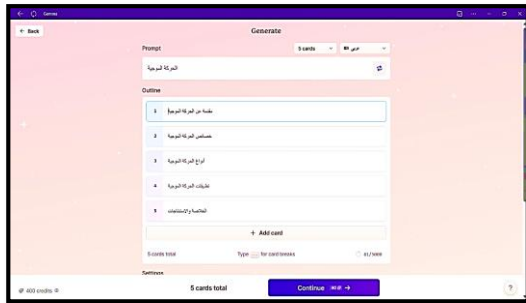 Gamma
← Back
Generate
Prompt
5 cards
عربي
الحركة الموجية
Outline
1 مقدمة عن الحركة الموجية
2 خصائص الحركة الموجية
3 أنواع الحركة الموجية
4 تطبيقات الحركة الموجية
5 الخلاصة والاستنتاجات
+ Add card
5 cards total
Type --- for card breaks
Settings
400 credits
5 cards total
Continue →
?